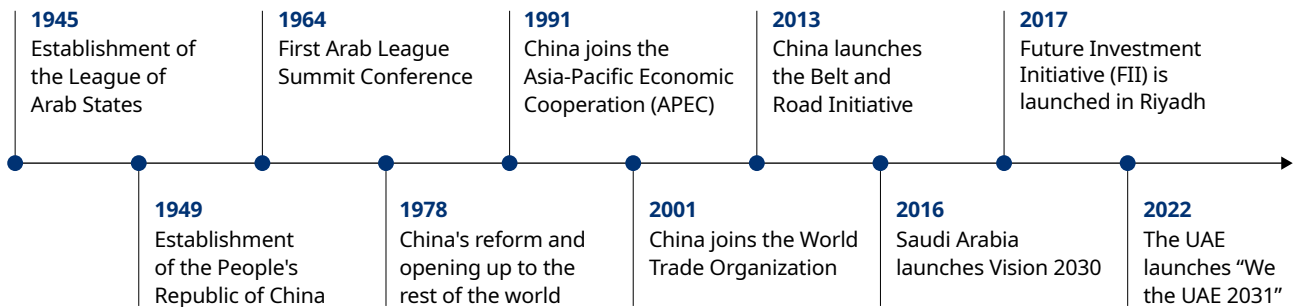 1945
Establishment of
the League of
Arab States
1949
Establishment
of the People's
Republic of China
1964
First Arab League
Summit Conference
1978
China's reform and
opening up to the
rest of the world
1991
China joins the
Asia-Pacific Economic
Cooperation (APEC)
2001
China joins the World
Trade Organization
2013
China launches
the Belt and
Road Initiative
2016
Saudi Arabia
launches Vision 2030
2017
Future Investment
Initiative (FII) is
launched in Riyadh
2022
The UAE
launches “We
the UAE 2031”